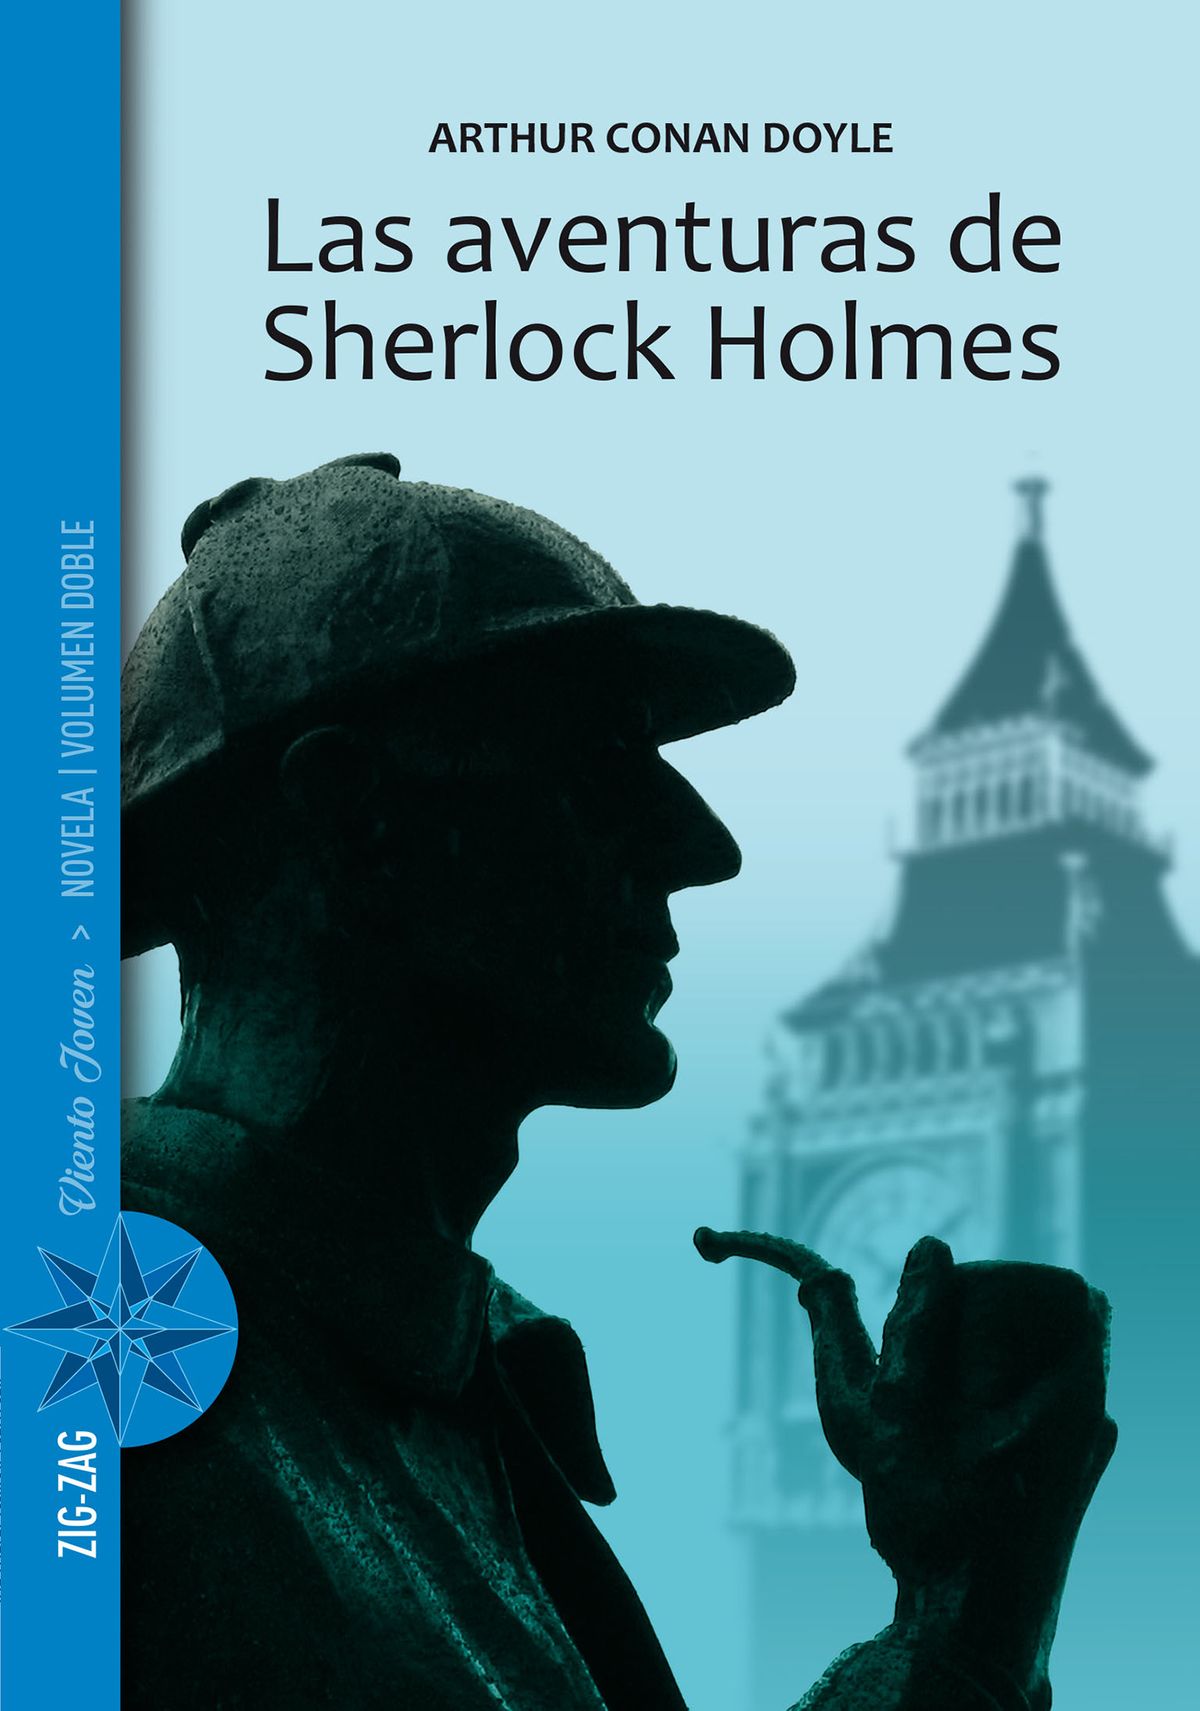 ARTHUR CONAN DOYLE
Las aventuras de
Sherlock Holmes
Viento Joven > NOVELA | VOLUMEN DOBLE
ZIG-ZAG